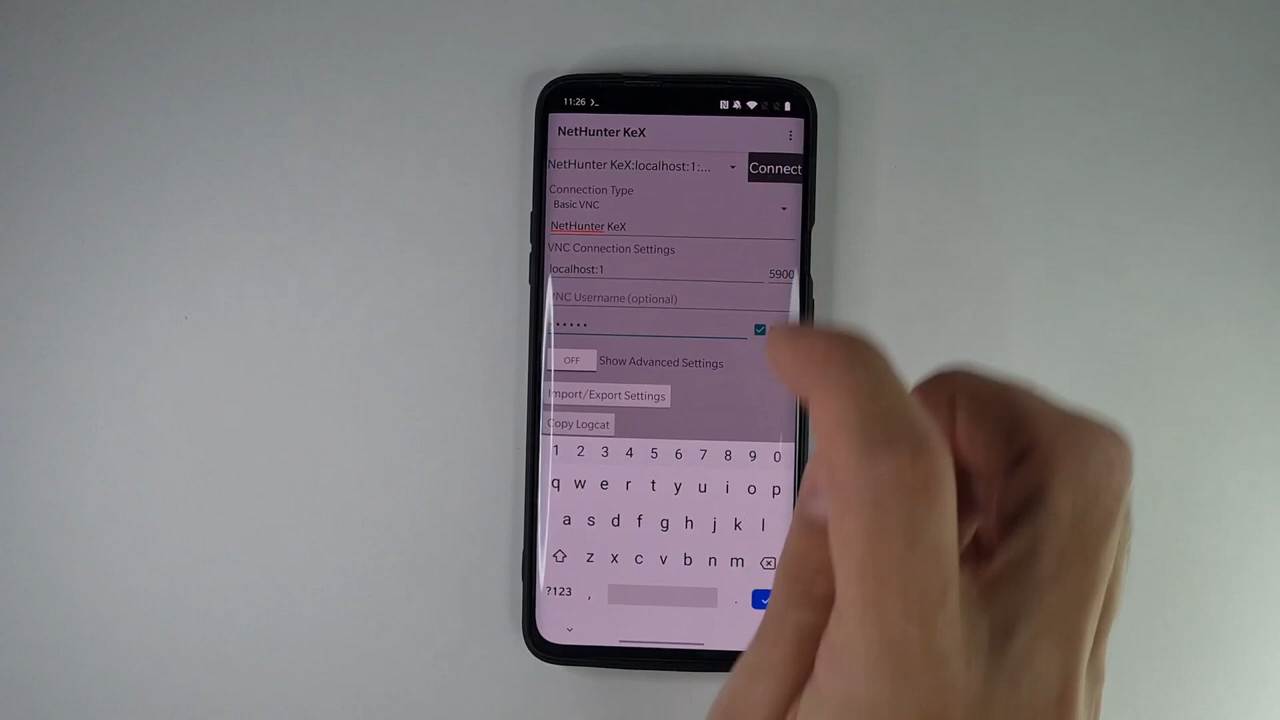 11:26
NetHunter KeX
NetHunter KeX:localhost:1:...
Connect
Connection Type
Basic VNC
NetHunter KeX
VNC Connection Settings
localhost:1
5900
VNC Username (optional)
OFF Show Advanced Settings
Import/Export Settings
Copy Logcat
1 2 3 4 5 6 7 8 9 0
q w e r t y u i o p
a s d f g h j k l
z x c v b n m
?123 , .